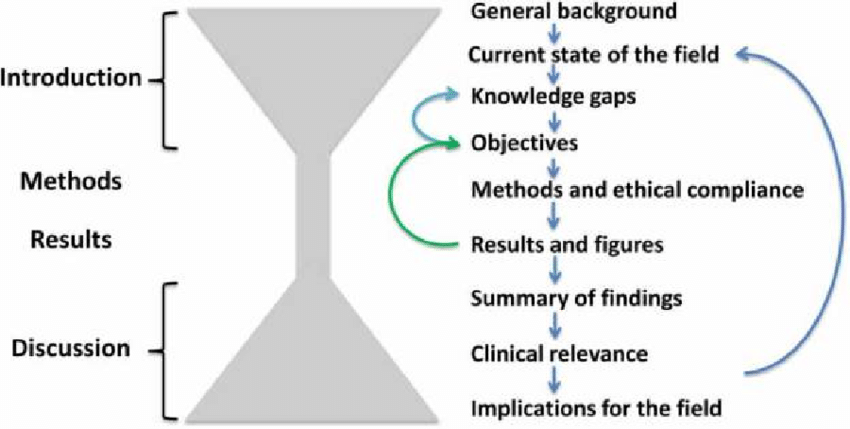 Introduction
Methods
Results
Discussion
General background
Current state of the field
Knowledge gaps
Objectives
Methods and ethical compliance
Results and figures
Summary of findings
Clinical relevance
Implications for the field